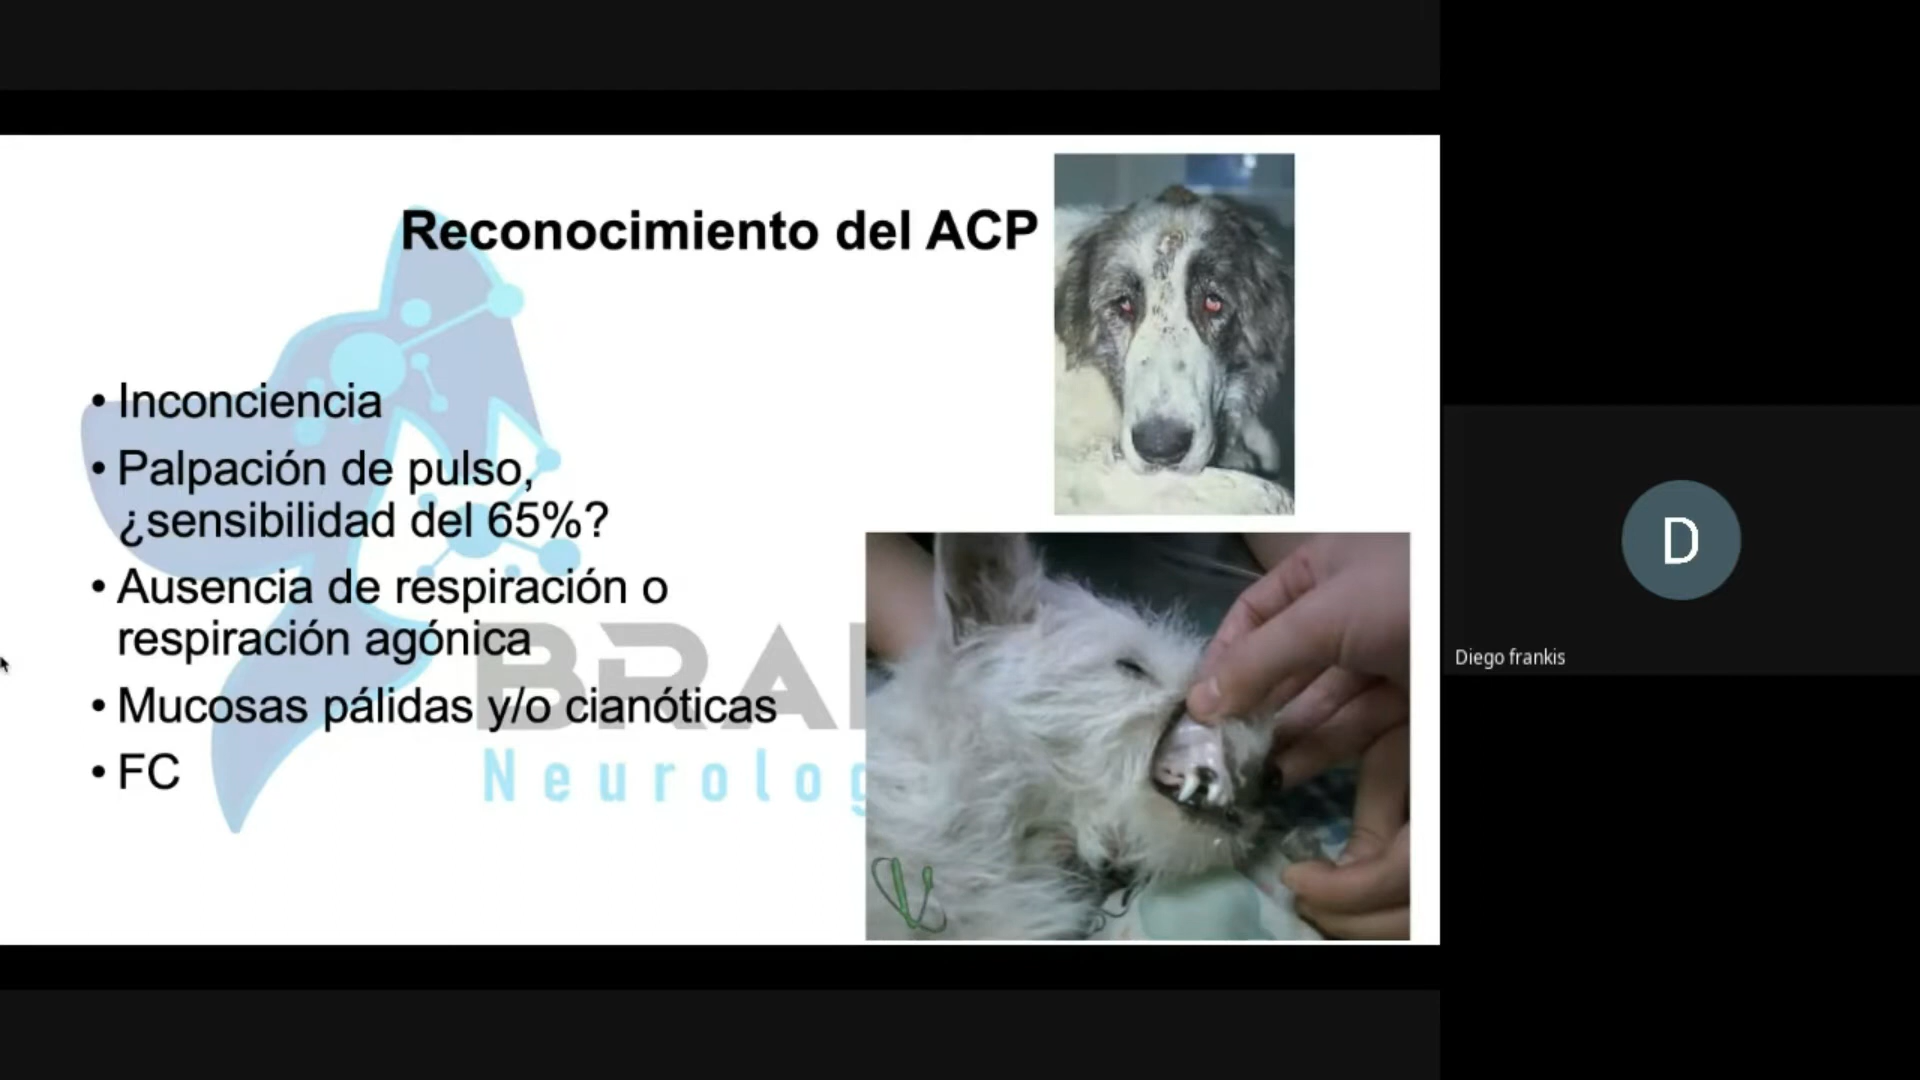 Reconocimiento del ACP
• Inconciencia
• Palpación de pulso,
¿sensibilidad del 65%?
• Ausencia de respiración o
respiración agónica
• Mucosas pálidas y/o cianóticas
• FC
BRA
Neurolog
D
Diego frankis